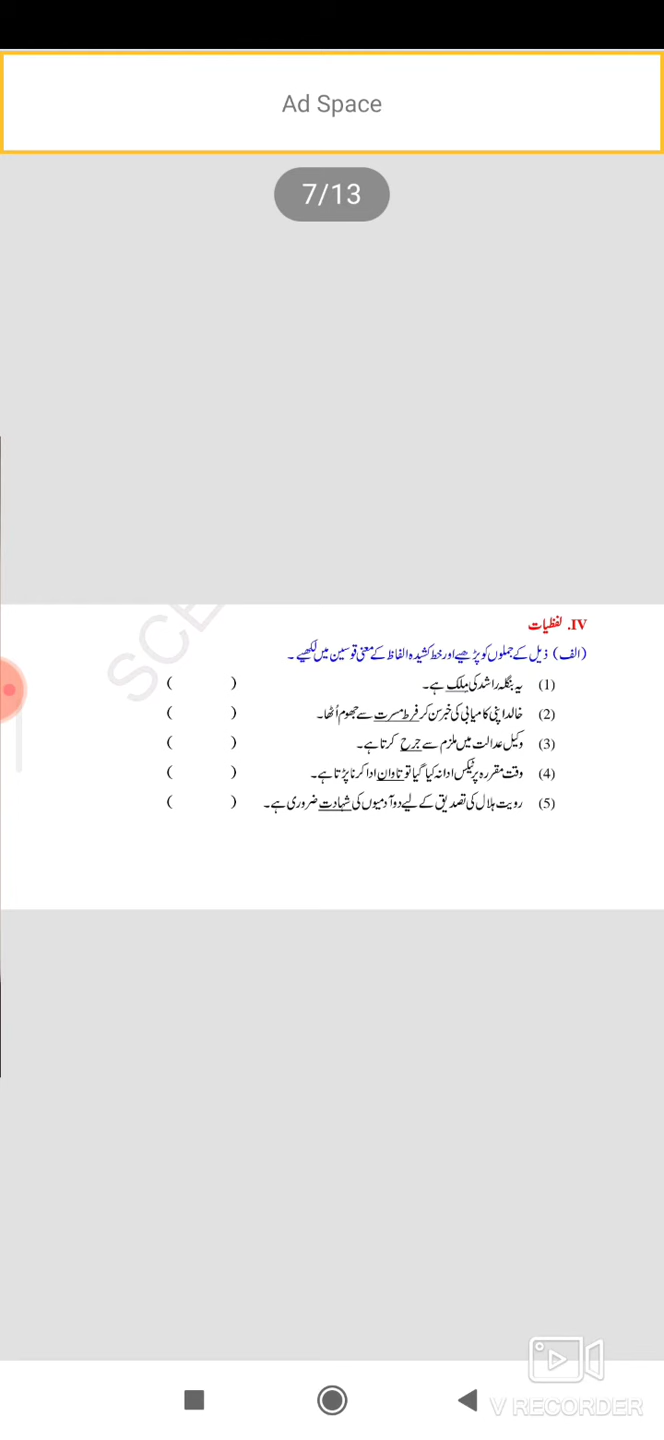 Ad Space
7/13
SCE
IV. لفظیات
(الف) ذیل کے جملوں کو پڑھیے اور خط کشیدہ الفاظ کے معنی قوسین میں لکھیے۔
(1) یہ بنگلہ راشد کی مِلک ہے۔ ( )
(2) خالد اپنی کامیابی کی خبر سن کر فرط مسرت سے جھوم اُٹھا۔ ( )
(3) وکیل عدالت میں ملزم سے جرح کرتا ہے۔ ( )
(4) وقت مقررہ پر ٹیکس ادا نہ کیا گیا تو تاوان ادا کرنا پڑتا ہے۔ ( )
(5) رویت ہلال کی تصدیق کے لیے دو آدمیوں کی شہادت ضروری ہے۔ ( )
V RECORDER